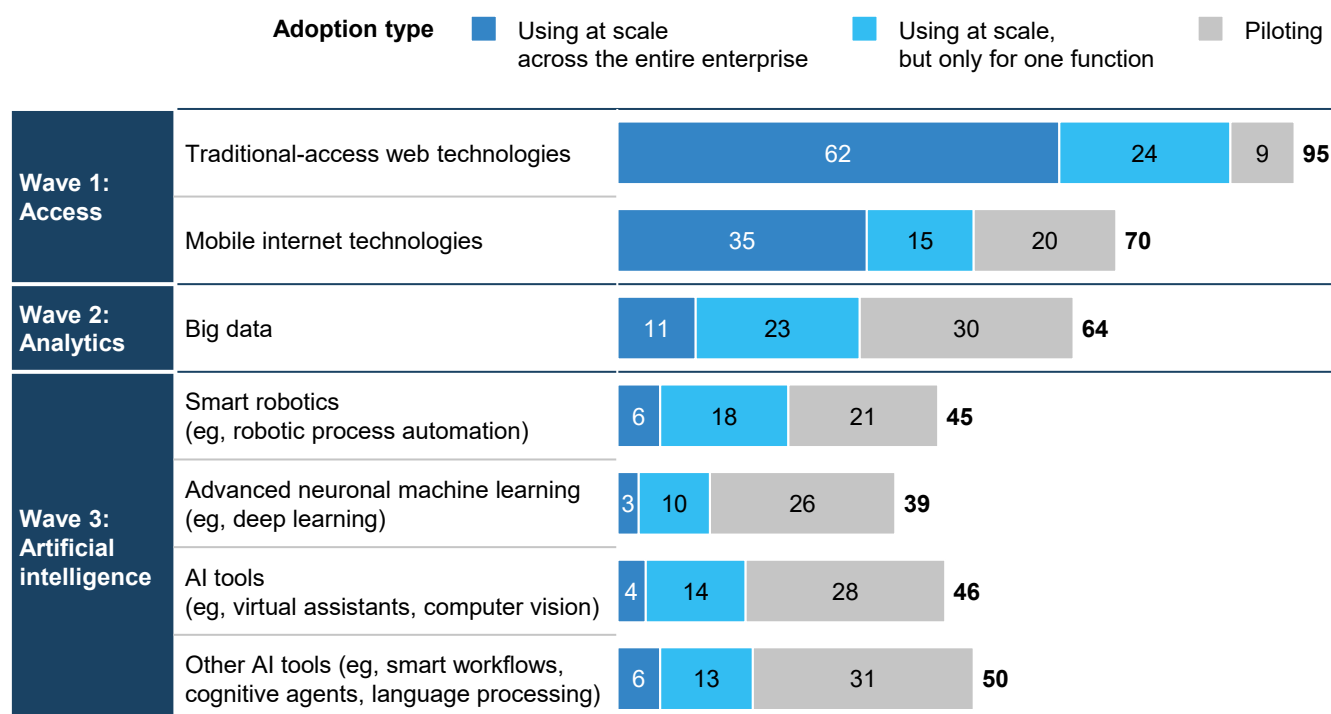 Adoption type
Using at scale
across the entire enterprise
Using at scale,
but only for one function
Piloting
Wave 1:
Access
Traditional-access web technologies
62 24 9 95
Mobile internet technologies
35 15 20 70
Wave 2:
Analytics
Big data
11 23 30 64
Wave 3:
Artificial
intelligence
Smart robotics
(eg, robotic process automation)
6 18 21 45
Advanced neuronal machine learning
(eg, deep learning)
3 10 26 39
AI tools
(eg, virtual assistants, computer vision)
4 14 28 46
Other AI tools (eg, smart workflows,
cognitive agents, language processing)
6 13 31 50